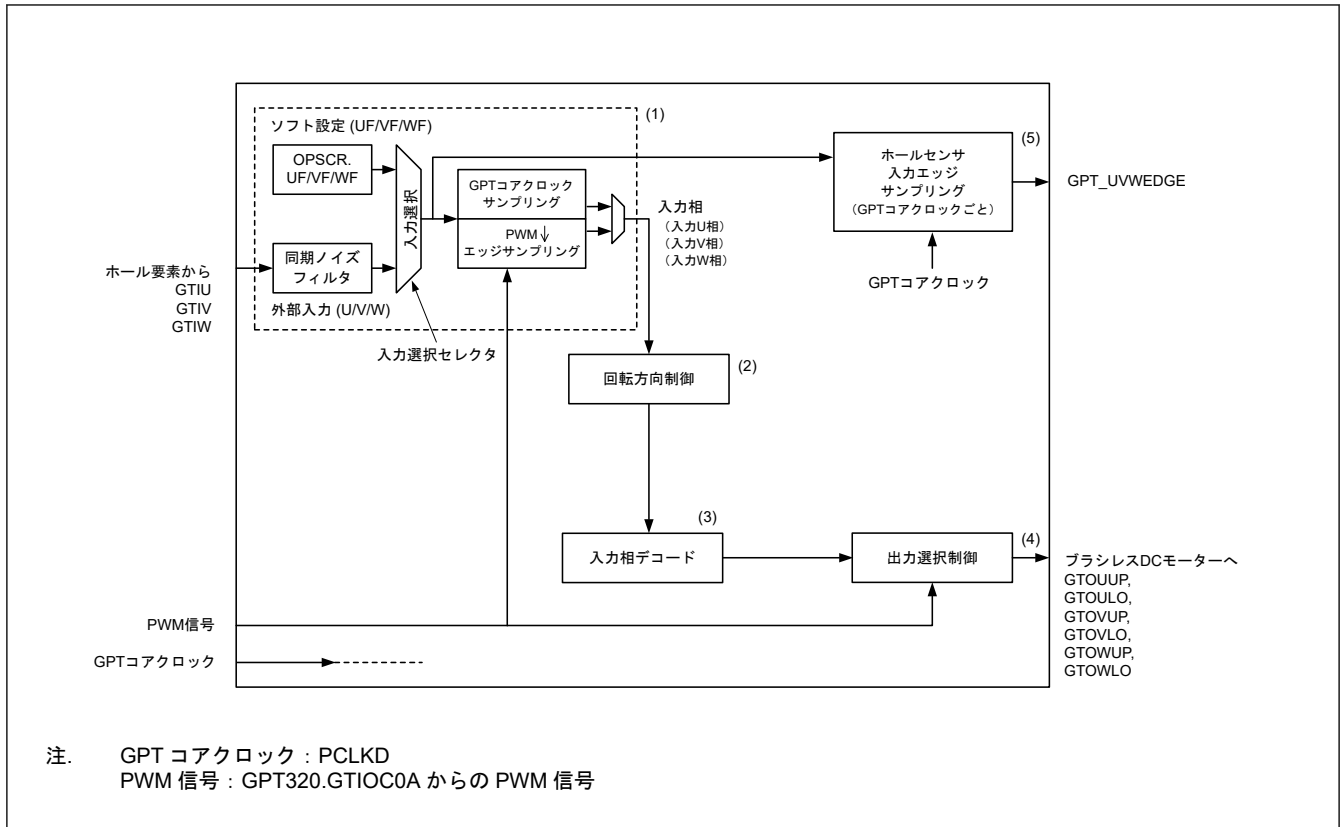 (1)
ソフト設定 (UF/VF/WF)
OPSCR.
UF/VF/WF
入力選択
GPTコアクロック
サンプリング
PWM↓
エッジサンプリング
同期ノイズ
フィルタ
外部入力 (U/V/W)
ホール要素から
GTIU
GTIV
GTIW
入力選択セレクタ
入力相
（入力U相）
（入力V相）
（入力W相）
(5)
ホールセンサ
入力エッジ
サンプリング
(GPTコアクロックごと)
GPT_UVWEDGE
GPTコアクロック
(2)
回転方向制御
(3)
入力相デコード
(4)
出力選択制御
ブラシレスDCモーターへ
GTOUUP,
GTOULO,
GTOVUP,
GTOVLO,
GTOWUP,
GTOWLO
PWM信号
GPTコアクロック
注. GPT コアクロック : PCLKD
PWM 信号 : GPT320.GTIOC0A からの PWM 信号